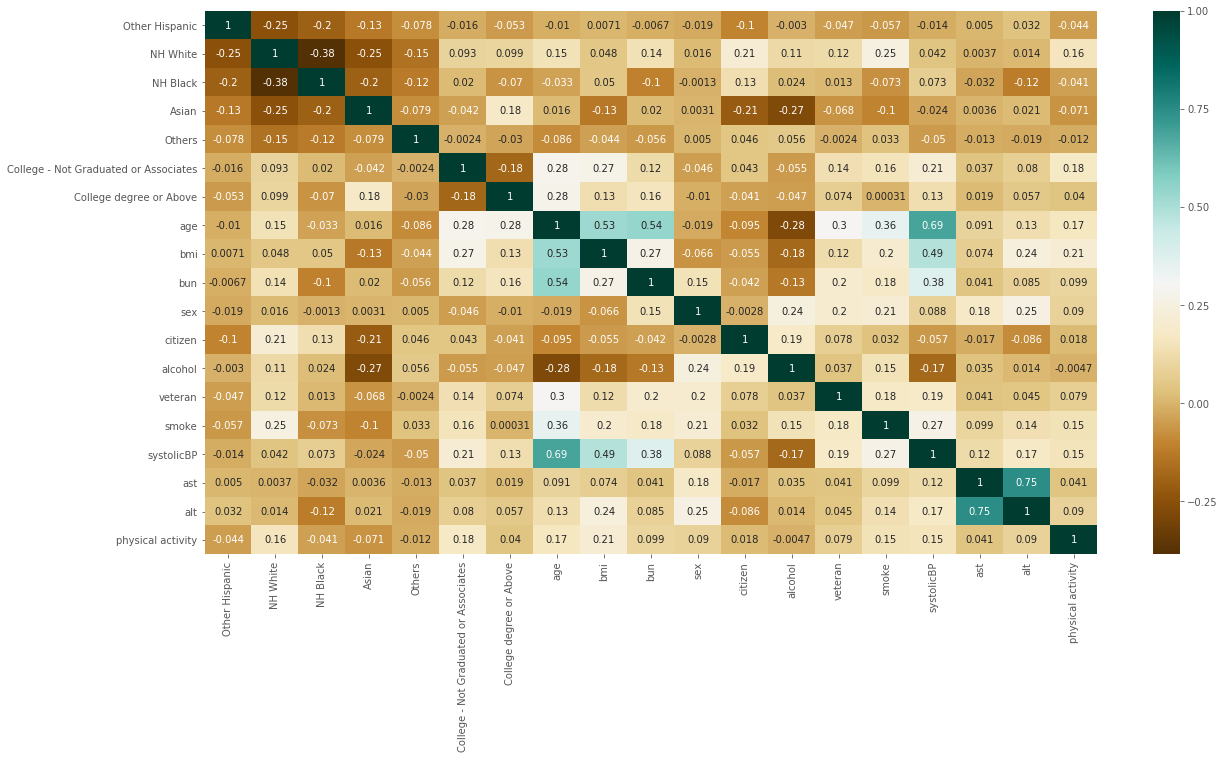 Other Hispanic 1 -0.25 -0.2 -0.13 -0.078 -0.016 -0.053 -0.01 0.0071 -0.0067 -0.019 -0.1 -0.003 -0.047 -0.057 -0.014 0.005 0.032 -0.044
NH White -0.25 1 -0.38 -0.25 -0.15 0.093 0.099 0.15 0.048 0.14 0.016 0.21 0.11 0.12 0.25 0.042 0.0037 0.014 0.16
NH Black -0.2 -0.38 1 -0.2 -0.12 0.02 -0.07 -0.033 0.05 -0.1 -0.0013 0.13 0.024 0.013 -0.073 0.073 -0.032 -0.12 -0.041
Asian -0.13 -0.25 -0.2 1 -0.079 -0.042 0.18 0.016 -0.13 0.02 0.0031 -0.21 -0.27 -0.068 -0.1 -0.024 0.0036 0.021 -0.071
Others -0.078 -0.15 -0.12 -0.079 1 -0.0024 -0.03 -0.086 -0.044 -0.056 0.005 0.046 0.056 -0.0024 0.033 -0.05 -0.013 -0.019 -0.012
College - Not Graduated or Associates -0.016 0.093 0.02 -0.042 -0.0024 1 -0.18 0.28 0.27 0.12 -0.046 0.043 -0.055 0.14 0.16 0.21 0.037 0.08 0.18
College degree or Above -0.053 0.099 -0.07 0.18 -0.03 -0.18 1 0.28 0.13 0.16 -0.01 -0.041 -0.047 0.074 0.00031 0.13 0.019 0.057 0.04
age -0.01 0.15 -0.033 0.016 -0.086 0.28 0.28 1 0.53 0.54 -0.019 -0.095 -0.28 0.3 0.36 0.69 0.091 0.13 0.17
bmi 0.0071 0.048 0.05 -0.13 -0.044 0.27 0.13 0.53 1 0.27 -0.066 -0.055 -0.18 0.12 0.2 0.49 0.074 0.24 0.21
bun -0.0067 0.14 -0.1 0.02 -0.056 0.12 0.16 0.54 0.27 1 0.15 -0.042 -0.13 0.2 0.18 0.38 0.041 0.085 0.099
sex -0.019 0.016 -0.0013 0.0031 0.005 -0.046 -0.01 -0.019 -0.066 0.15 1 -0.0028 0.24 0.2 0.21 0.088 0.18 0.25 0.09
citizen -0.1 0.21 0.13 -0.21 0.046 0.043 -0.041 -0.095 -0.055 -0.042 -0.0028 1 0.19 0.078 0.032 -0.057 -0.017 -0.086 0.018
alcohol -0.003 0.11 0.024 -0.27 0.056 -0.055 -0.047 -0.28 -0.18 -0.13 0.24 0.19 1 0.037 0.15 -0.17 0.035 0.014 -0.0047
veteran -0.047 0.12 0.013 -0.068 -0.0024 0.14 0.074 0.3 0.12 0.2 0.2 0.078 0.037 1 0.18 0.19 0.041 0.045 0.079
smoke -0.057 0.25 -0.073 -0.1 0.033 0.16 0.00031 0.36 0.2 0.18 0.21 0.032 0.15 0.18 1 0.27 0.099 0.14 0.15
systolicBP -0.014 0.042 0.073 -0.024 -0.05 0.21 0.13 0.69 0.49 0.38 0.088 -0.057 -0.17 0.19 0.27 1 0.12 0.17 0.15
ast 0.005 0.0037 -0.032 0.0036 -0.013 0.037 0.019 0.091 0.074 0.041 0.18 -0.017 0.035 0.041 0.099 0.12 1 0.75 0.041
alt 0.032 0.014 -0.12 0.021 -0.019 0.08 0.057 0.13 0.24 0.085 0.25 -0.086 0.014 0.045 0.14 0.17 0.75 1 0.09
physical activity -0.044 0.16 -0.041 -0.071 -0.012 0.18 0.04 0.17 0.21 0.099 0.09 0.018 -0.0047 0.079 0.15 0.15 0.041 0.09 1
Other Hispanic
NH White
NH Black
Asian
Others
College - Not Graduated or Associates
College degree or Above
age
bmi
bun
sex
citizen
alcohol
veteran
smoke
systolicBP
ast
alt
physical activity
1.00
0.75
0.50
0.25
0.00
−0.25